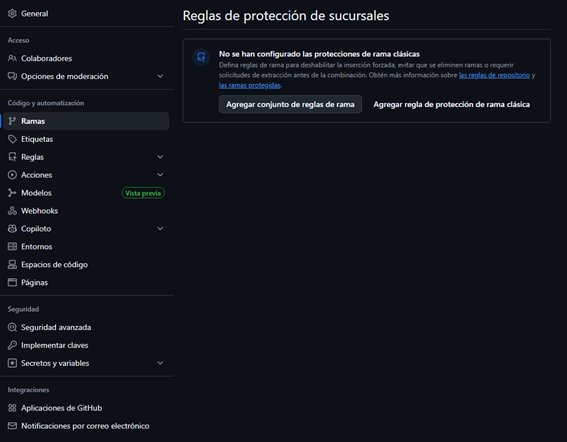 General
Acceso
Colaboradores
Opciones de moderación
Código y automatización
Ramas
Etiquetas
Reglas
Acciones
Modelos Vista previa
Webhooks
Copiloto
Entornos
Espacios de código
Páginas
Seguridad
Seguridad avanzada
Implementar claves
Secretos y variables
Integraciones
Aplicaciones de GitHub
Notificaciones por correo electrónico
Reglas de protección de sucursales
No se han configurado las protecciones de rama clásicas
Defina reglas de rama para deshabilitar la inserción forzada, evitar que se eliminen ramas o requerir
solicitudes de extracción antes de la combinación. Obtén más información sobre las reglas de repositorio y
las ramas protegidas.
Agregar conjunto de reglas de rama Agregar regla de protección de rama clásica